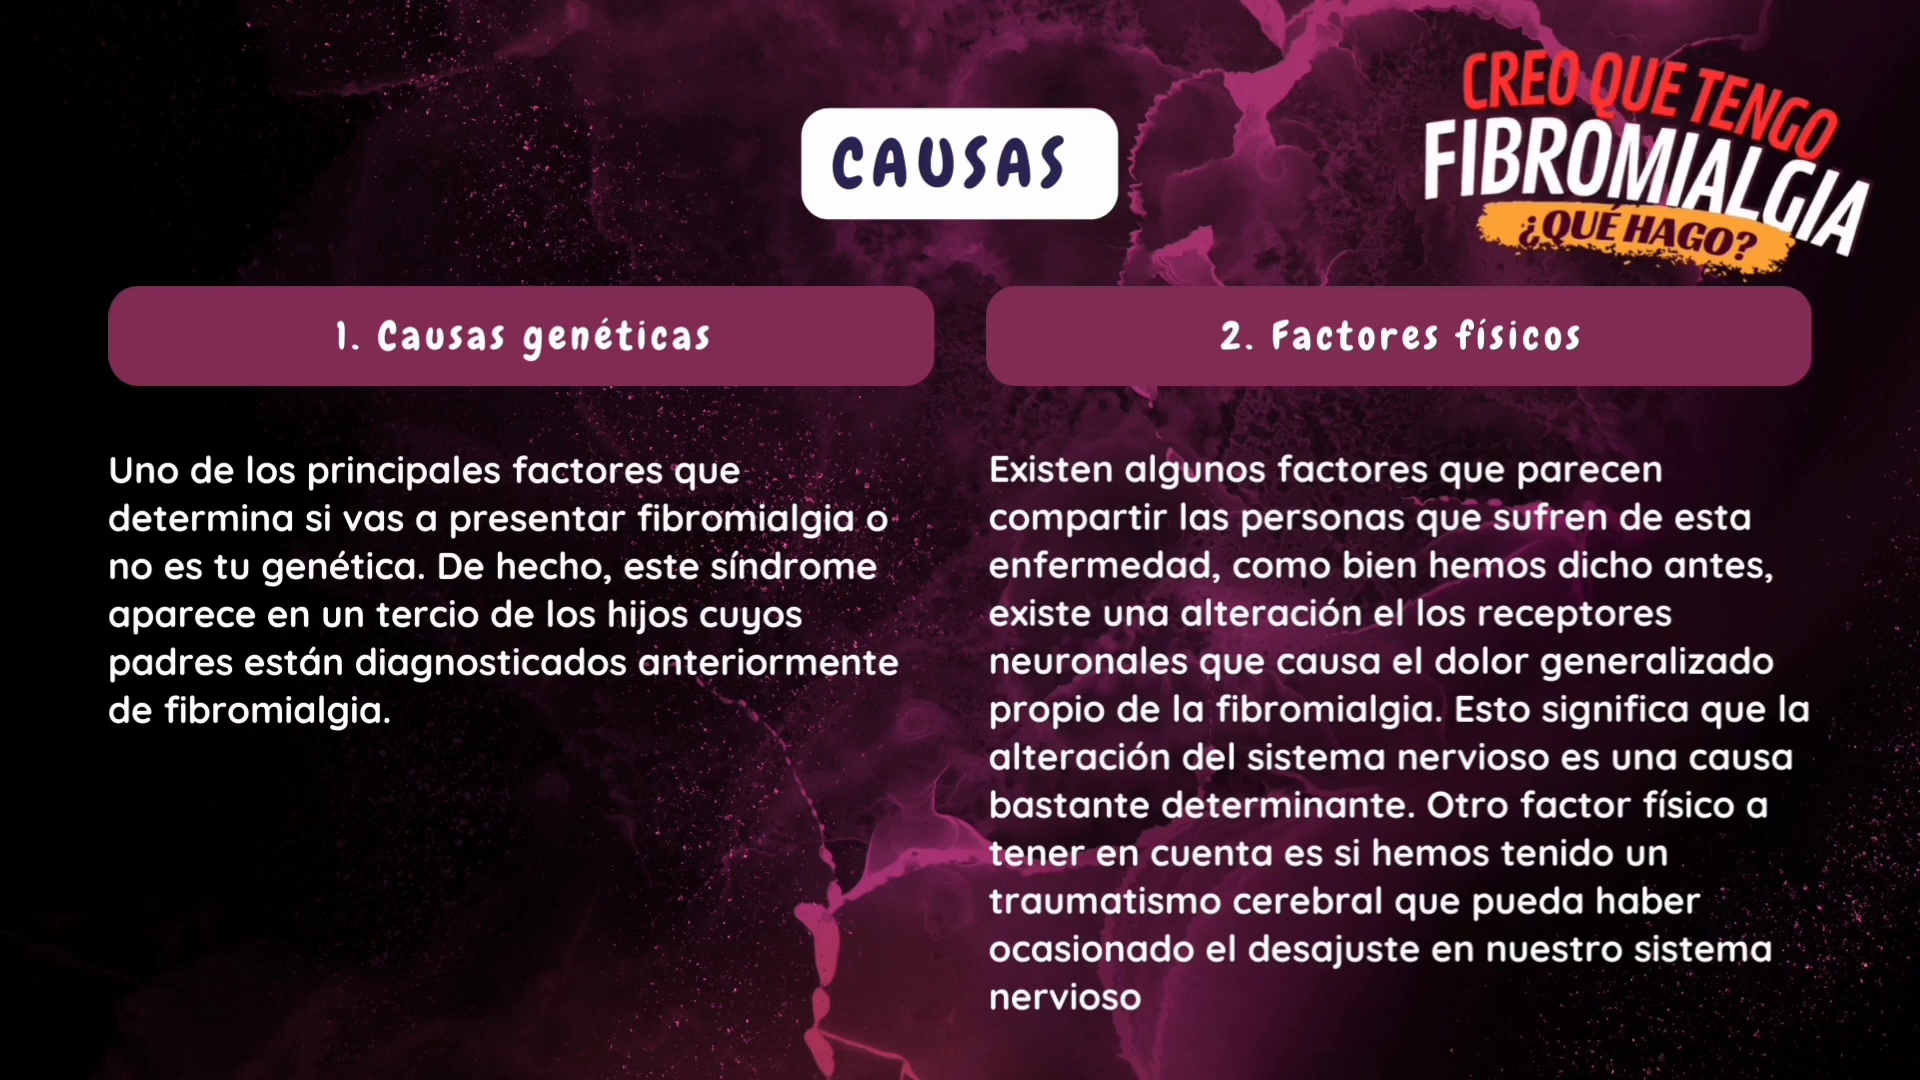 CREO QUE TENGO
FIBROMIALGIA
¿QUÉ HAGO?
CAUSAS
1. Causas genéticas
Uno de los principales factores que
determina si vas a presentar fibromialgia o
no es tu genética. De hecho, este síndrome
aparece en un tercio de los hijos cuyos
padres están diagnosticados anteriormente
de fibromialgia.
2. Factores físicos
Existen algunos factores que parecen
compartir las personas que sufren de esta
enfermedad, como bien hemos dicho antes,
existe una alteración el los receptores
neuronales que causa el dolor generalizado
propio de la fibromialgia. Esto significa que la
alteración del sistema nervioso es una causa
bastante determinante. Otro factor físico a
tener en cuenta es si hemos tenido un
traumatismo cerebral que pueda haber
ocasionado el desajuste en nuestro sistema
nervioso